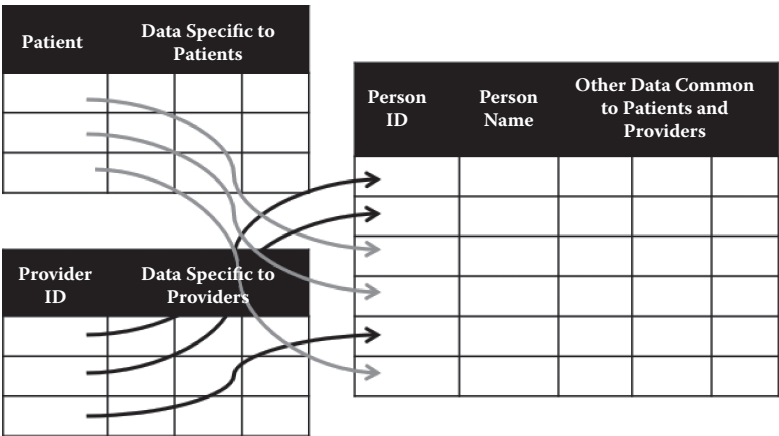 Patient
Data Specific to
Patients
Person
ID
Person
Name
Other Data Common
to Patients and
Providers
Provider
ID
Data Specific to
Providers